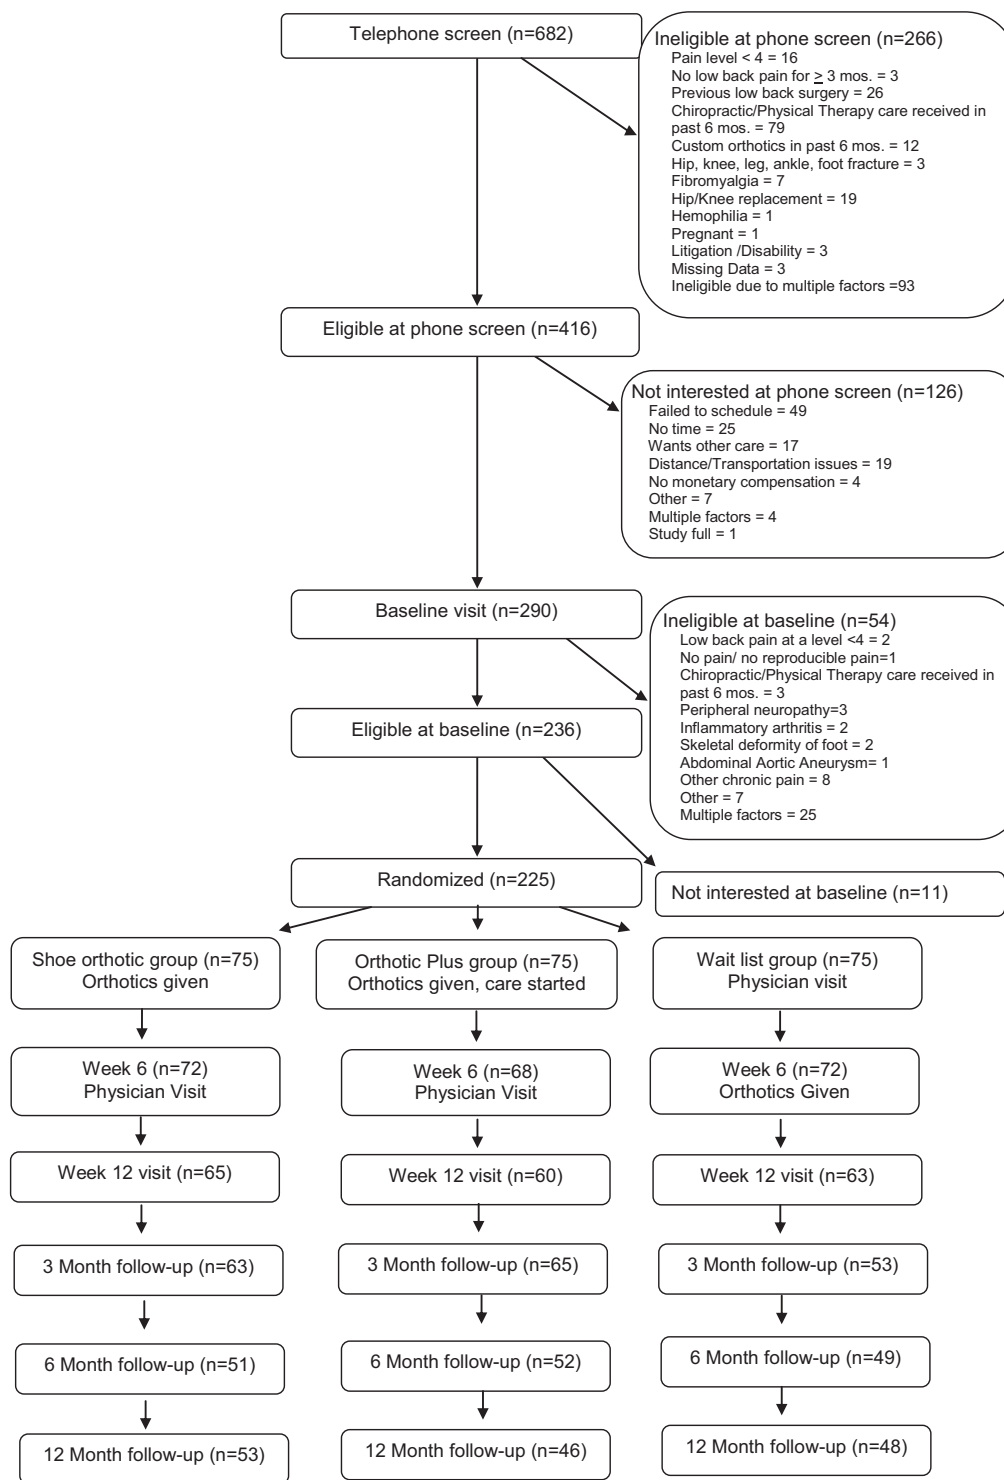 Telephone screen (n=682)
Ineligible at phone screen (n=266)
Pain level < 4 = 16
No low back pain for ≥ 3 mos. = 3
Previous low back surgery = 26
Chiropractic/Physical Therapy care received in
past 6 mos. = 79
Custom orthotics in past 6 mos. = 12
Hip, knee, leg, ankle, foot fracture = 3
Fibromyalgia = 7
Hip/Knee replacement = 19
Hemophilia = 1
Pregnant = 1
Litigation /Disability = 3
Missing Data = 3
Ineligible due to multiple factors =93
Eligible at phone screen (n=416)
Not interested at phone screen (n=126)
Failed to schedule = 49
No time = 25
Wants other care = 17
Distance/Transportation issues = 19
No monetary compensation = 4
Other = 7
Multiple factors = 4
Study full = 1
Baseline visit (n=290)
Ineligible at baseline (n=54)
Low back pain at a level <4 = 2
No pain/ no reproducible pain=1
Chiropractic/Physical Therapy care received in
past 6 mos. = 3
Peripheral neuropathy=3
Inflammatory arthritis = 2
Skeletal deformity of foot = 2
Abdominal Aortic Aneurysm= 1
Other chronic pain = 8
Other = 7
Multiple factors = 25
Eligible at baseline (n=236)
Randomized (n=225)
Not interested at baseline (n=11)
Shoe orthotic group (n=75)
Orthotics given
Orthotic Plus group (n=75)
Orthotics given, care started
Wait list group (n=75)
Physician visit
Week 6 (n=72)
Physician Visit
Week 6 (n=68)
Physician Visit
Week 6 (n=72)
Orthotics Given
Week 12 visit (n=65)
Week 12 visit (n=60)
Week 12 visit (n=63)
3 Month follow-up (n=63)
3 Month follow-up (n=65)
3 Month follow-up (n=53)
6 Month follow-up (n=51)
6 Month follow-up (n=52)
6 Month follow-up (n=49)
12 Month follow-up (n=53)
12 Month follow-up (n=46)
12 Month follow-up (n=48)